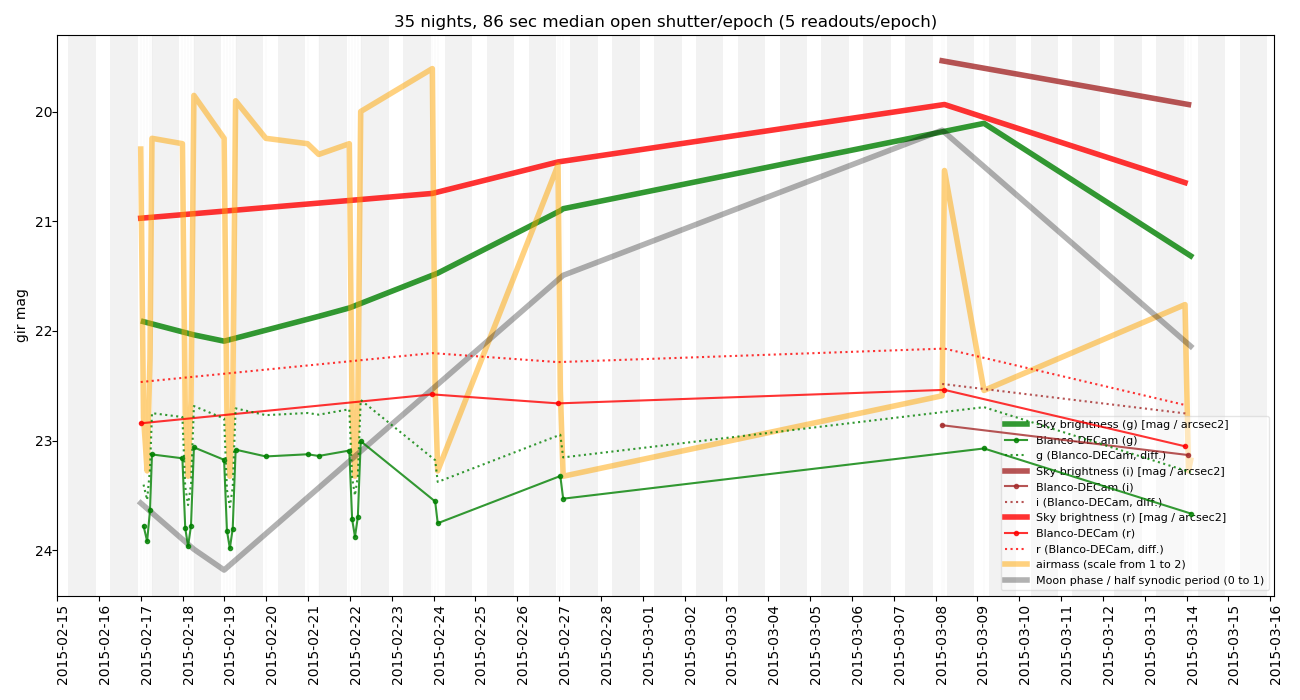 35 nights, 86 sec median open shutter/epoch (5 readouts/epoch)
gir mag
20
21
22
23
24
Sky brightness (g) [mag / arcsec2]
Blanco-DECam (g)
g (Blanco-DECam, diff.)
Sky brightness (i) [mag / arcsec2]
Blanco-DECam (i)
i (Blanco-DECam, diff.)
Sky brightness (r) [mag / arcsec2]
Blanco-DECam (r)
r (Blanco-DECam, diff.)
airmass (scale from 1 to 2)
Moon phase / half synodic period (0 to 1)
2015-02-15
2015-02-16
2015-02-17
2015-02-18
2015-02-19
2015-02-20
2015-02-21
2015-02-22
2015-02-23
2015-02-24
2015-02-25
2015-02-26
2015-02-27
2015-02-28
2015-03-01
2015-03-02
2015-03-03
2015-03-04
2015-03-05
2015-03-06
2015-03-07
2015-03-08
2015-03-09
2015-03-10
2015-03-11
2015-03-12
2015-03-13
2015-03-14
2015-03-15
2015-03-16